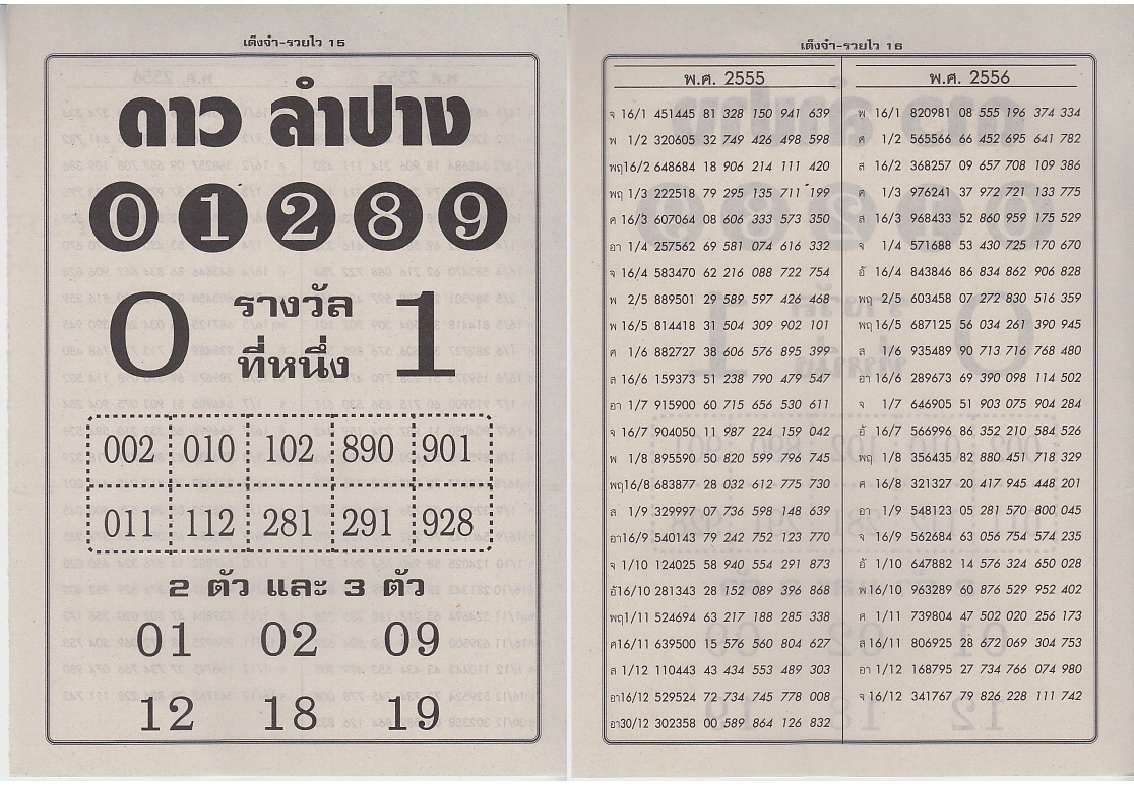 เต็งจ๋า-รวยไว 15
ดาว ลำปาง
0 1 2 8 9
0 รางวัล ที่หนึ่ง 1
002 010 102 890 901
011 112 281 291 928
2 ตัว และ 3 ตัว
01 02 09
12 18 19
เต็งจ๋า-รวยไว 16
พ.ศ. 2555
จ 16/1 451445 81 328 150 941 639
พ 1/2 320605 32 749 426 498 598
พฤ16/2 648684 18 906 214 111 420
พฤ 1/3 222518 79 295 135 711 199
ศ 16/3 607064 08 606 333 573 350
อา 1/4 257562 69 581 074 616 332
จ 16/4 583470 62 216 088 722 754
พ 2/5 889501 29 589 597 426 468
พ 16/5 814418 31 504 309 902 101
ศ 1/6 882727 38 606 576 895 399
ส 16/6 159373 51 238 790 479 547
อา 1/7 915900 60 715 656 530 611
จ 16/7 904050 11 987 224 159 042
พ 1/8 895590 50 820 599 796 745
พฤ16/8 683877 28 032 612 775 730
ส 1/9 329997 07 736 598 148 639
อา16/9 540143 79 242 752 123 770
จ 1/10 124025 58 940 554 291 873
อ้16/10 281343 28 152 089 396 868
พฤ1/11 524694 63 217 188 285 338
ศ16/11 639500 15 576 560 804 627
ส 1/12 110443 43 434 553 489 303
อา16/12 529524 72 734 745 778 008
อา30/12 302358 00 589 864 126 832
พ.ศ. 2556
พ 16/1 820981 08 555 196 374 334
ศ 1/2 565566 66 452 695 641 782
ส 16/2 368257 09 657 708 109 386
ศ 1/3 976241 37 972 721 133 775
ส 16/3 968433 52 860 959 175 529
จ 1/4 571688 53 430 725 170 670
อ้ 16/4 843846 86 834 862 906 828
พฤ 2/5 603458 07 272 830 516 359
พฤ16/5 687125 56 034 261 390 945
ส 1/6 935489 90 713 716 768 480
อา 16/6 289673 69 390 098 114 502
จ 1/7 646905 51 903 075 904 284
อ้ 16/7 566996 86 352 210 584 526
พฤ 1/8 356435 82 880 451 718 329
ศ 16/8 321327 20 417 945 448 201
อา 1/9 548123 05 281 570 800 045
จ 16/9 562684 63 056 754 574 235
อ้ 1/10 647882 14 576 324 650 028
พ16/10 963289 60 876 529 952 402
ศ 1/11 739804 47 502 020 256 173
ส16/11 806925 28 672 069 304 753
อา 1/12 168795 27 734 766 074 980
จ 16/12 341767 79 826 228 111 742